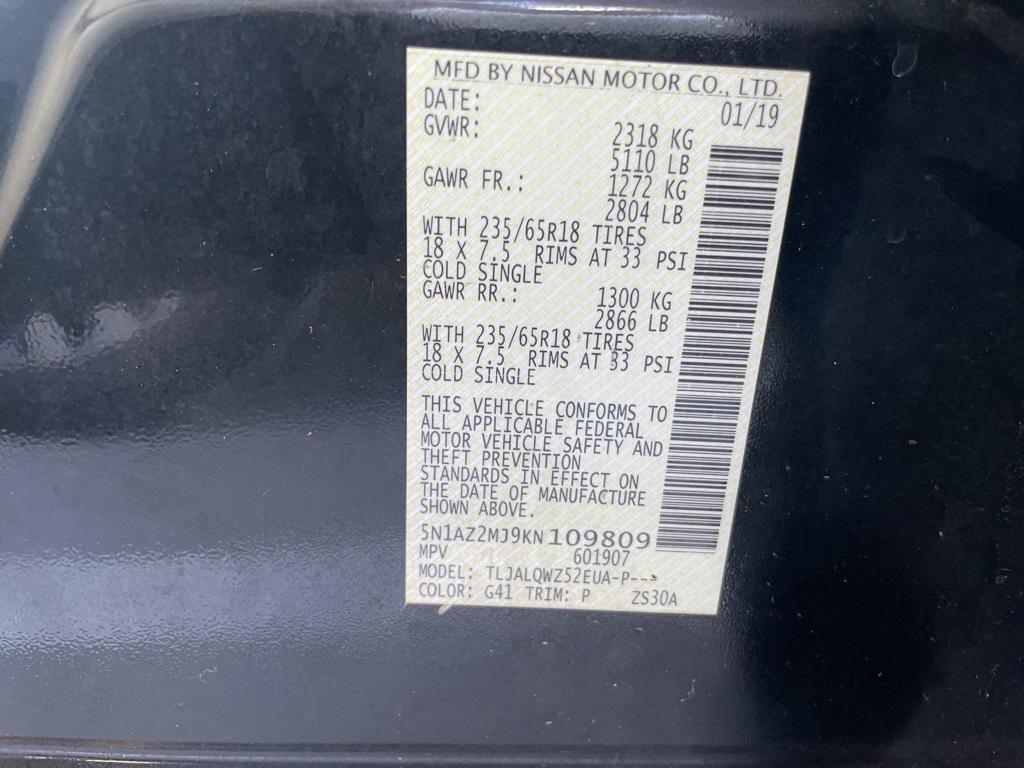 MFD BY NISSAN MOTOR CO., LTD.
DATE: 01/19
GVWR: 2318 KG
5110 LB
GAWR FR.: 1272 KG
2804 LB
WITH 235/65R18 TIRES
18 X 7.5 RIMS AT 33 PSI
COLD SINGLE
GAWR RR.: 1300 KG
2866 LB
WITH 235/65R18 TIRES
18 X 7.5 RIMS AT 33 PSI
COLD SINGLE
THIS VEHICLE CONFORMS TO
ALL APPLICABLE FEDERAL
MOTOR VEHICLE SAFETY AND
THEFT PREVENTION
STANDARDS IN EFFECT ON
THE DATE OF MANUFACTURE
SHOWN ABOVE.
5N1AZ2MJ9KN109809
MPV 601907
MODEL: TLJALQWZ52EUA-P---
COLOR: G41 TRIM: P ZS30A